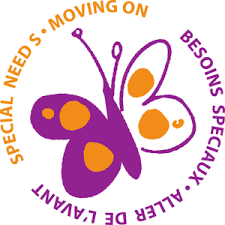 SPECIAL NEEDS • MOVING ON
BESOINS SPECIAUX • ALLER DE L'AVANT